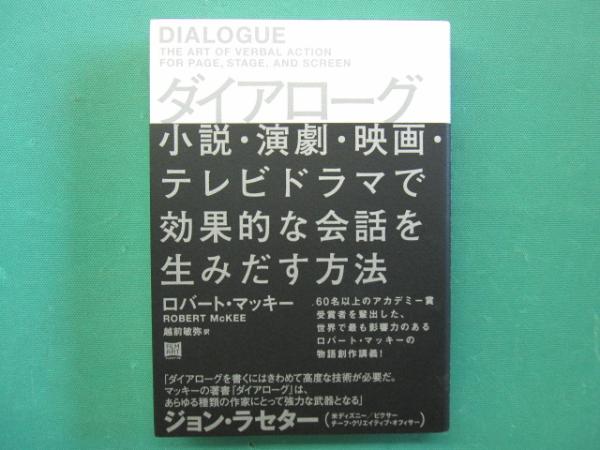 DIALOGUE
THE ART OF VERBAL ACTION
FOR PAGE, STAGE, AND SCREEN
ダイアローグ
小説・演劇・映画・
テレビドラマで
効果的な会話を
生みだす方法
ロバート・マッキー
ROBERT McKEE
越前敏弥 訳
FILM
ART
60名以上のアカデミー賞
受賞者を輩出した、
世界で最も影響力のある
ロバート・マッキーの
物語創作講義!
「ダイアローグを書くにはきわめて高度な技術が必要だ。
マッキーの著書『ダイアローグ』は、
あらゆる種類の作家にとって強力な武器となる」
ジョン・ラセター(米ディズニー/ピクサー
チーフ・クリエイティブ・オフィサー)